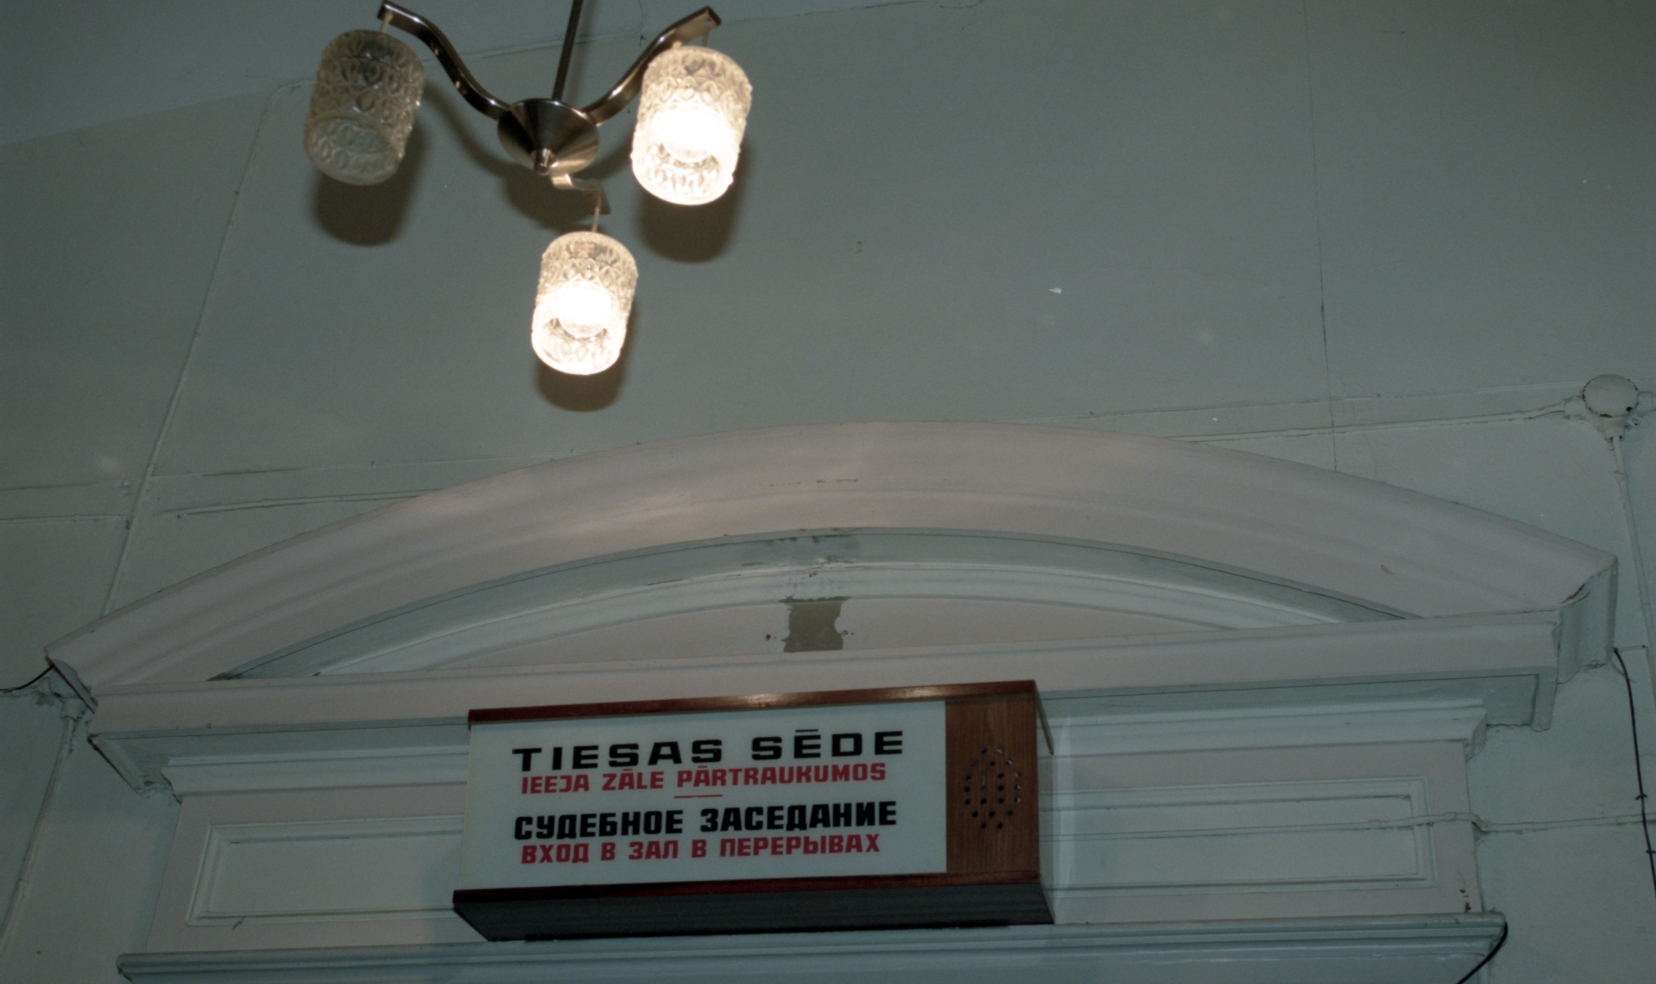 TIESAS SĒDE
IEEJA ZĀLE PĀRTRAUKUMOS
СУДЕБНОЕ ЗАСЕДАНИЕ
ВХОД В ЗАЛ В ПЕРЕРЫВАХ